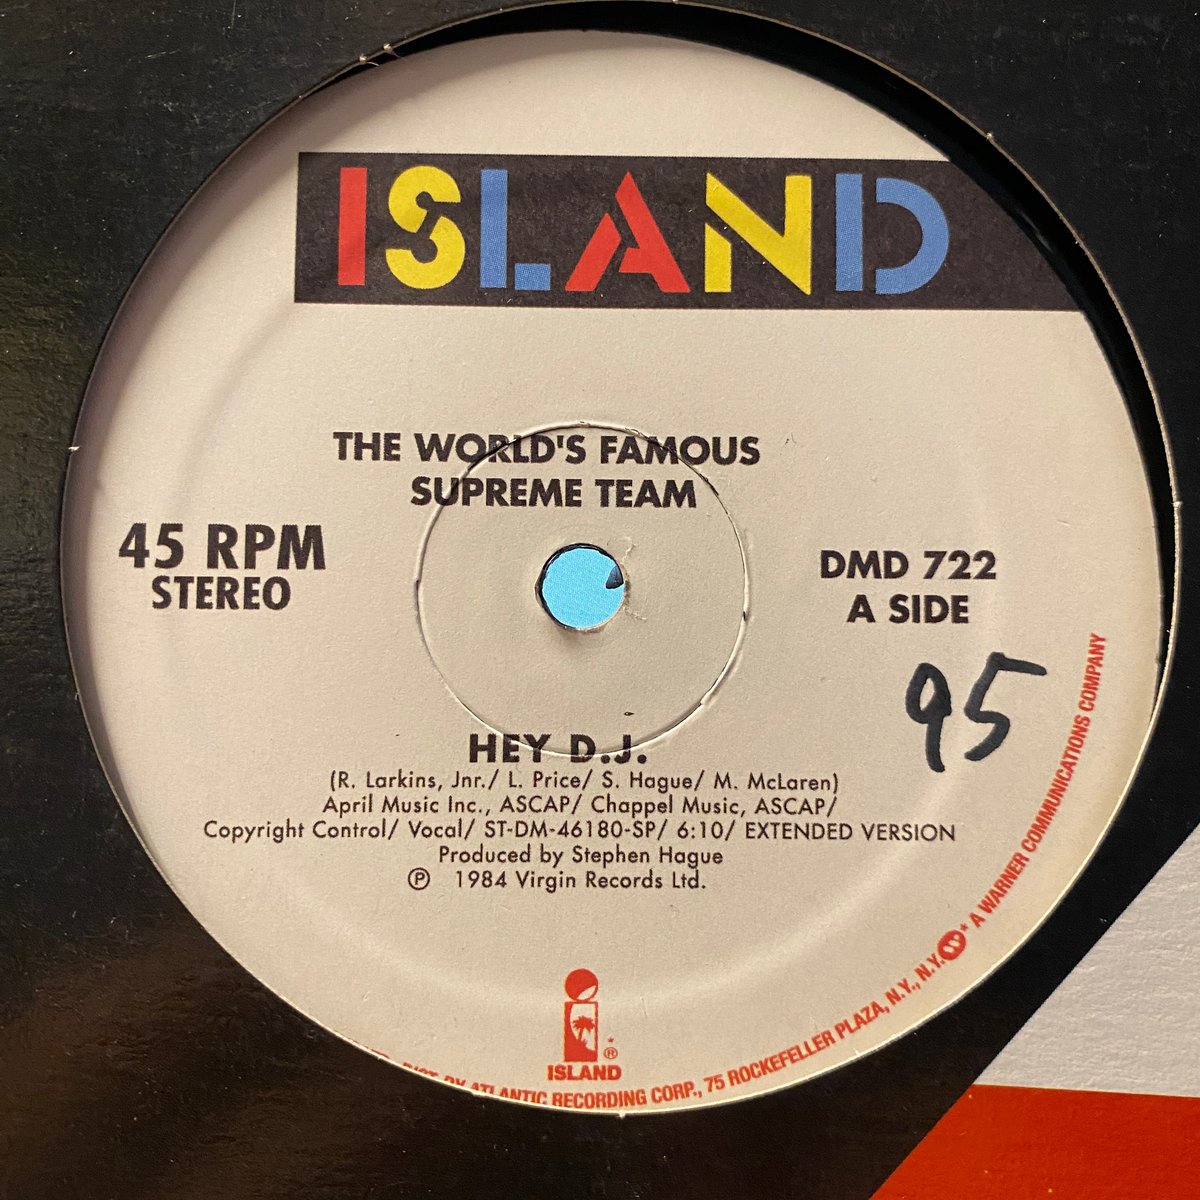 ISLAND
THE WORLD'S FAMOUS
SUPREME TEAM
45 RPM
STEREO
DMD 722
A SIDE
95
HEY D.J.
(R. Larkins, Jnr./ L. Price/ S. Hague/ M. McLaren)
April Music Inc., ASCAP/ Chappel Music, ASCAP/
Copyright Control/ Vocal/ ST-DM-46180-SP/ 6:10/ EXTENDED VERSION
Produced by Stephen Hague
Ⓟ 1984 Virgin Records Ltd.
®
ISLAND
DIST. BY ATLANTIC RECORDING CORP., 75 ROCKEFELLER PLAZA, N.Y., N.Y. * A WARNER COMMUNICATIONS COMPANY